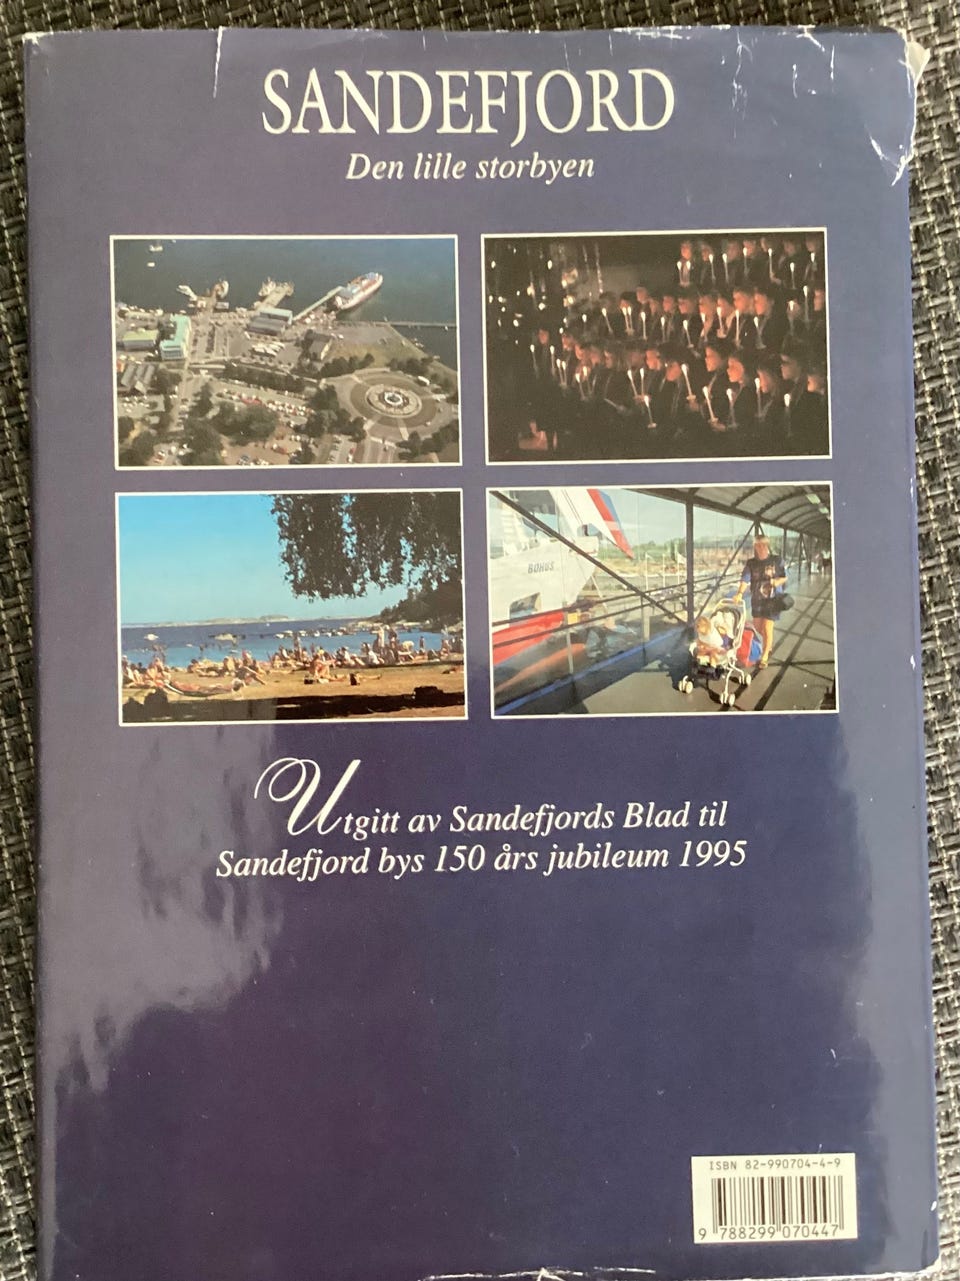 SANDEFJORD
Den lille storbyen
BOHUS
Utgitt av Sandefjords Blad til
Sandefjord bys 150 års jubileum 1995
ISBN 82-990704-4-9
9 788299 070447